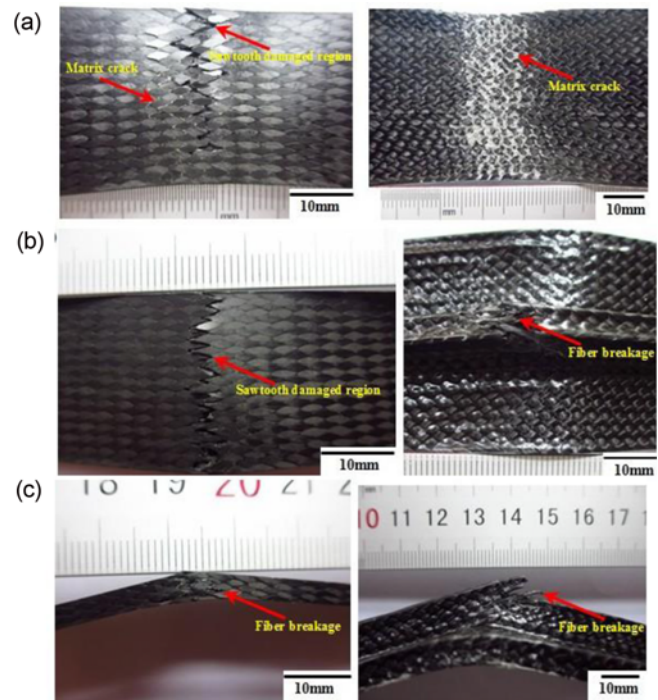 (a)
Sawtooth damaged region
Matrix crack
mm
10mm
Matrix crack
10mm
(b)
Sawtooth damaged region
10mm
Fiber breakage
10mm
(c)
18 19 20 21
Fiber breakage
10mm
10 11 12 13 14 15 16 17
Fiber breakage
10mm